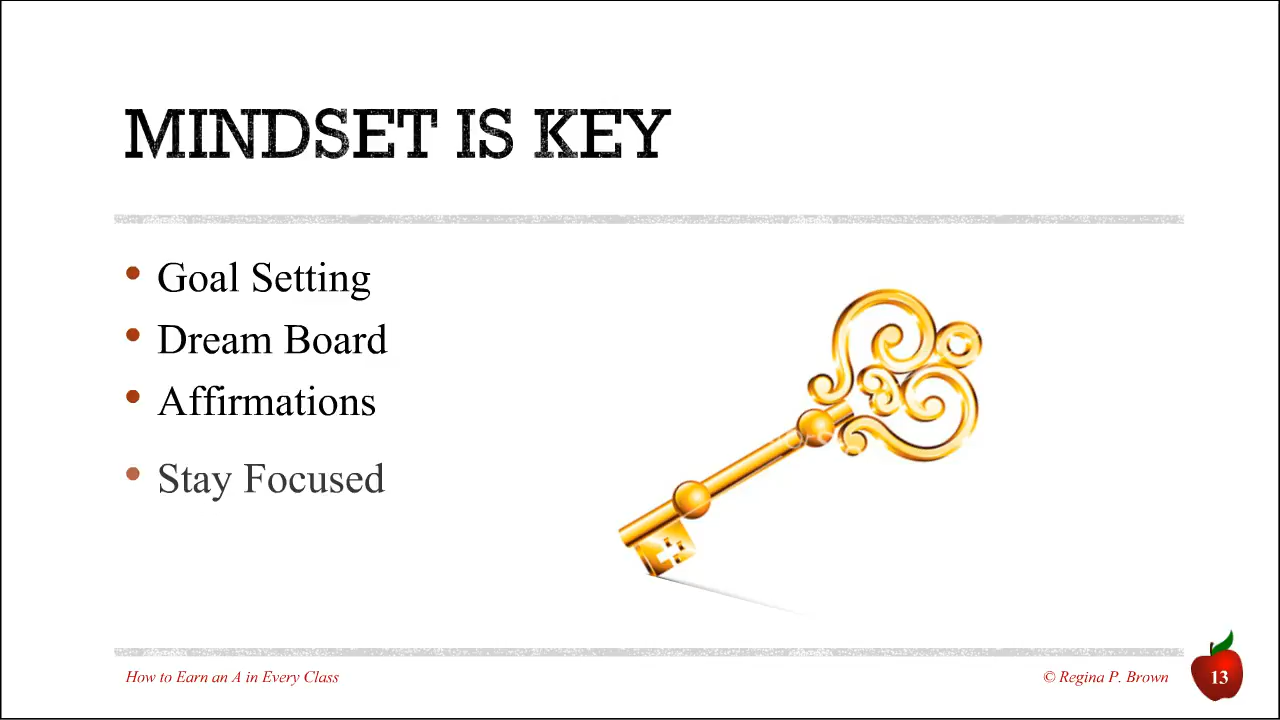 MINDSET IS KEY
• Goal Setting
• Dream Board
• Affirmations
• Stay Focused
How to Earn an A in Every Class
© Regina P. Brown
13